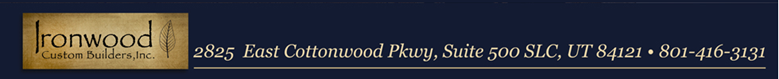 Ironwood
Custom Builders, Inc.
2825 East Cottonwood Pkwy, Suite 500 SLC, UT 84121 • 801-416-3131